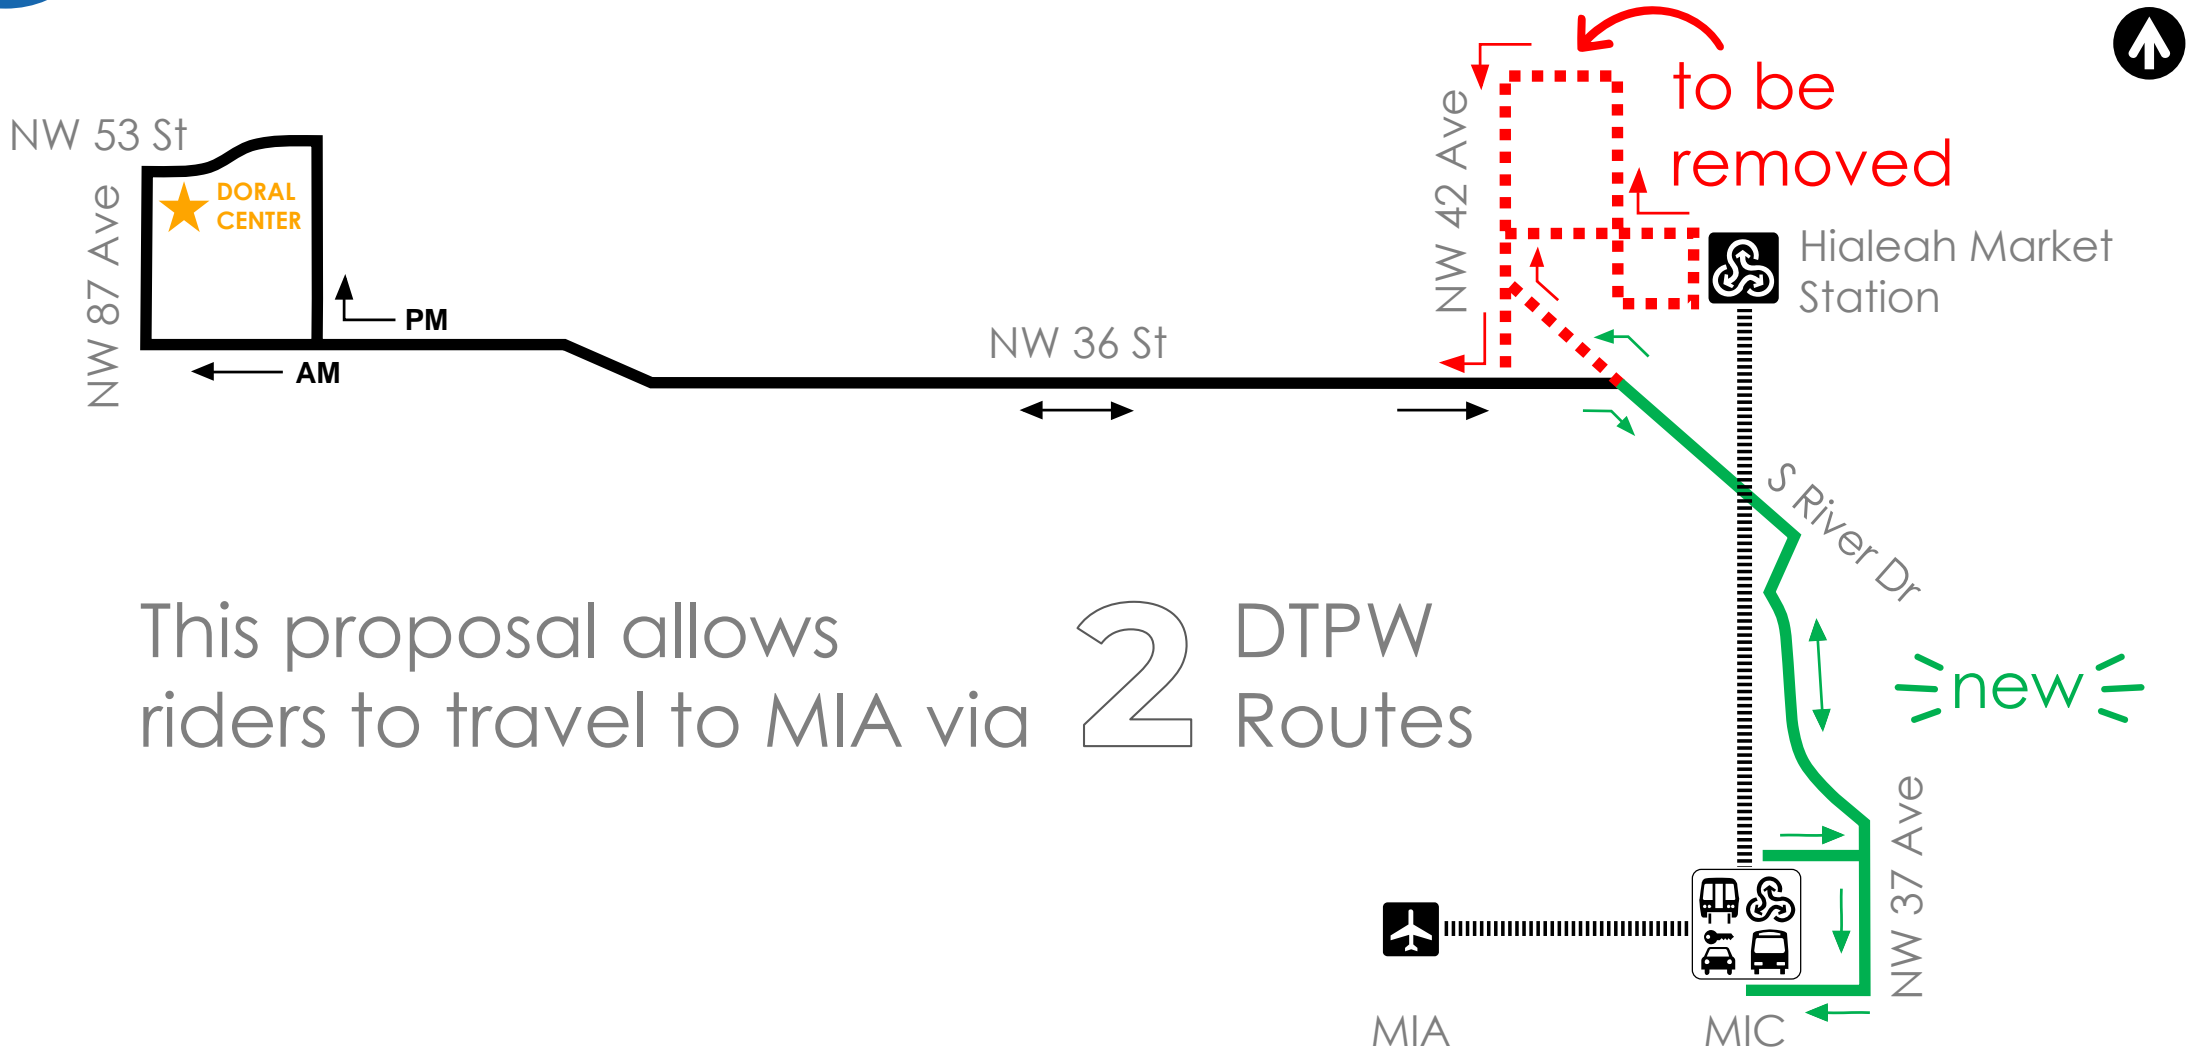 to be
removed
NW 53 St
DORAL
CENTER
NW 87 Ave
PM
AM
NW 36 St
NW 42 Ave
Hialeah Market
Station
S River Dr
This proposal allows
riders to travel to MIA via
2
DTPW
Routes
new
NW 37 Ave
MIA
MIC